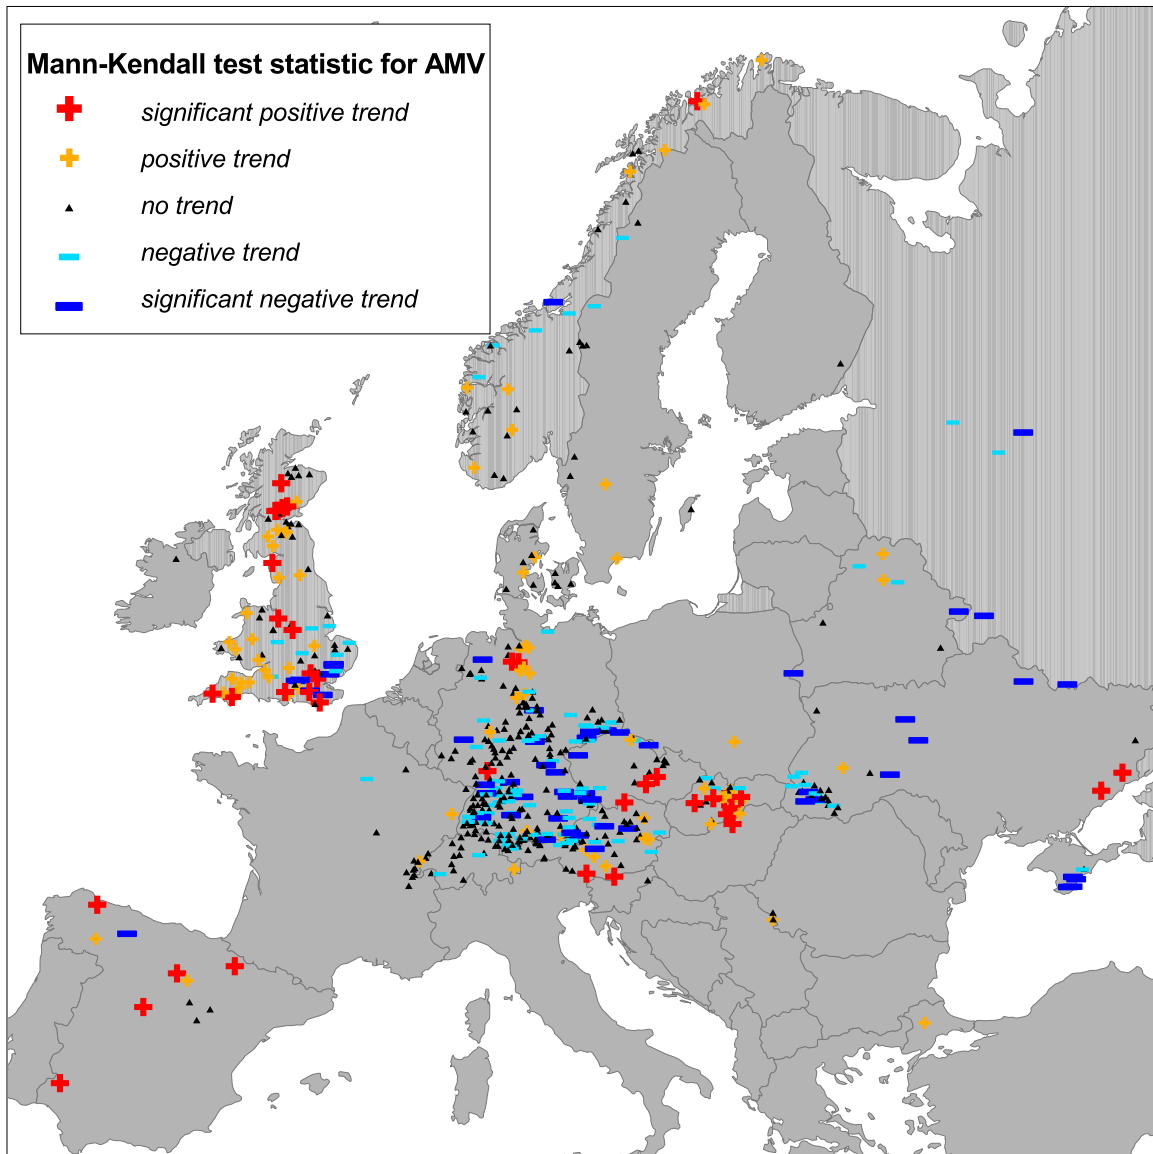 Mann-Kendall test statistic for AMV
significant positive trend
positive trend
no trend
negative trend
significant negative trend